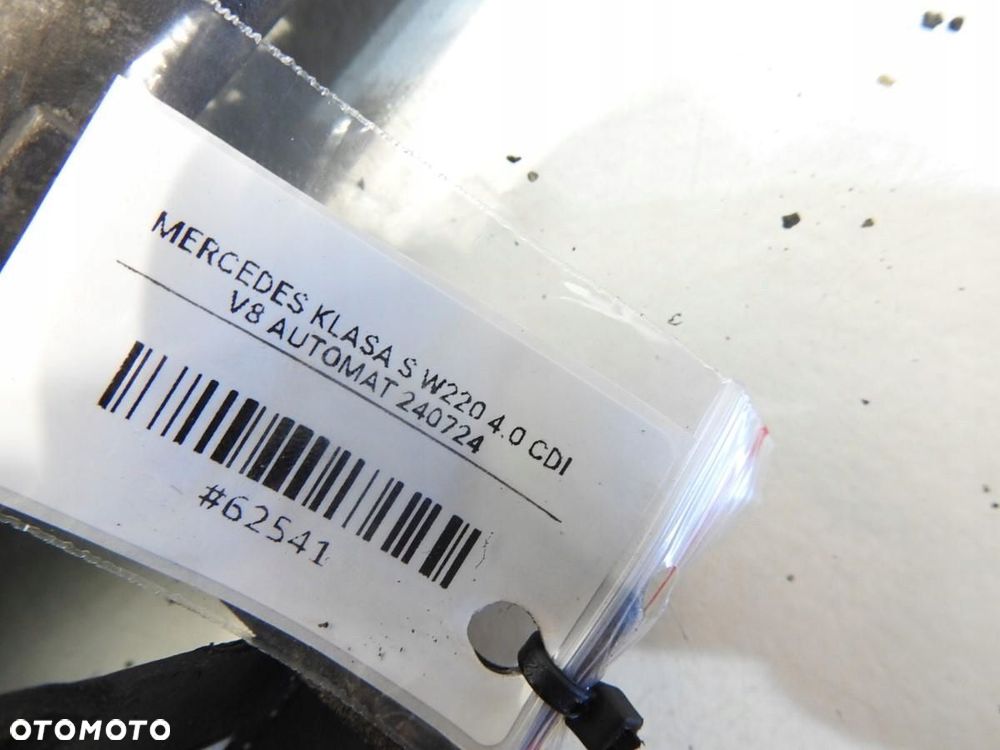 MERCEDES KLASA S W220 4.0 CDI
V8 AUTOMAT 240724
#62541
OTOMOTO